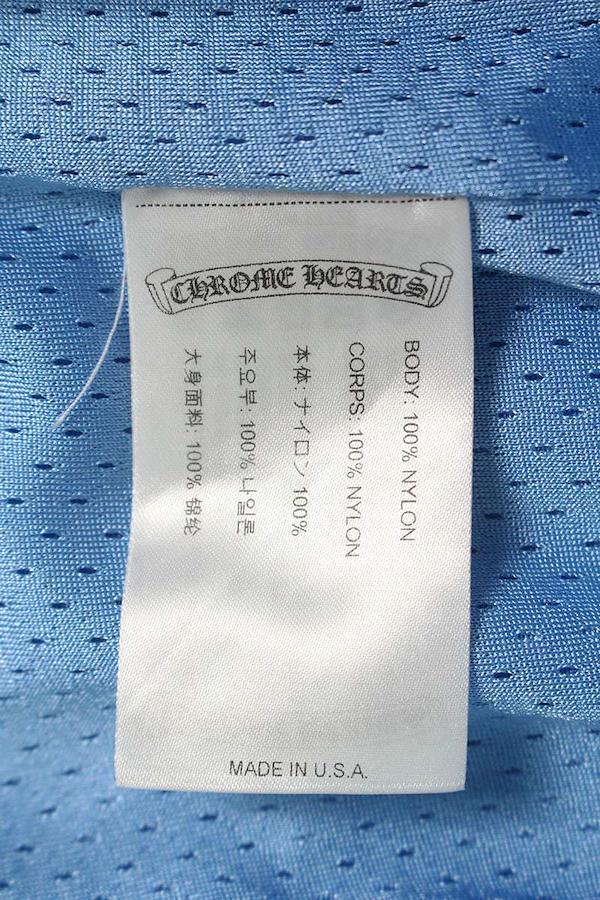 CHROME HEARTS
BODY: 100% NYLON
CORPS: 100% NYLON
本体: ナイロン 100%
주요부: 100% 나일론
大身面料: 100% 锦纶
MADE IN U.S.A.